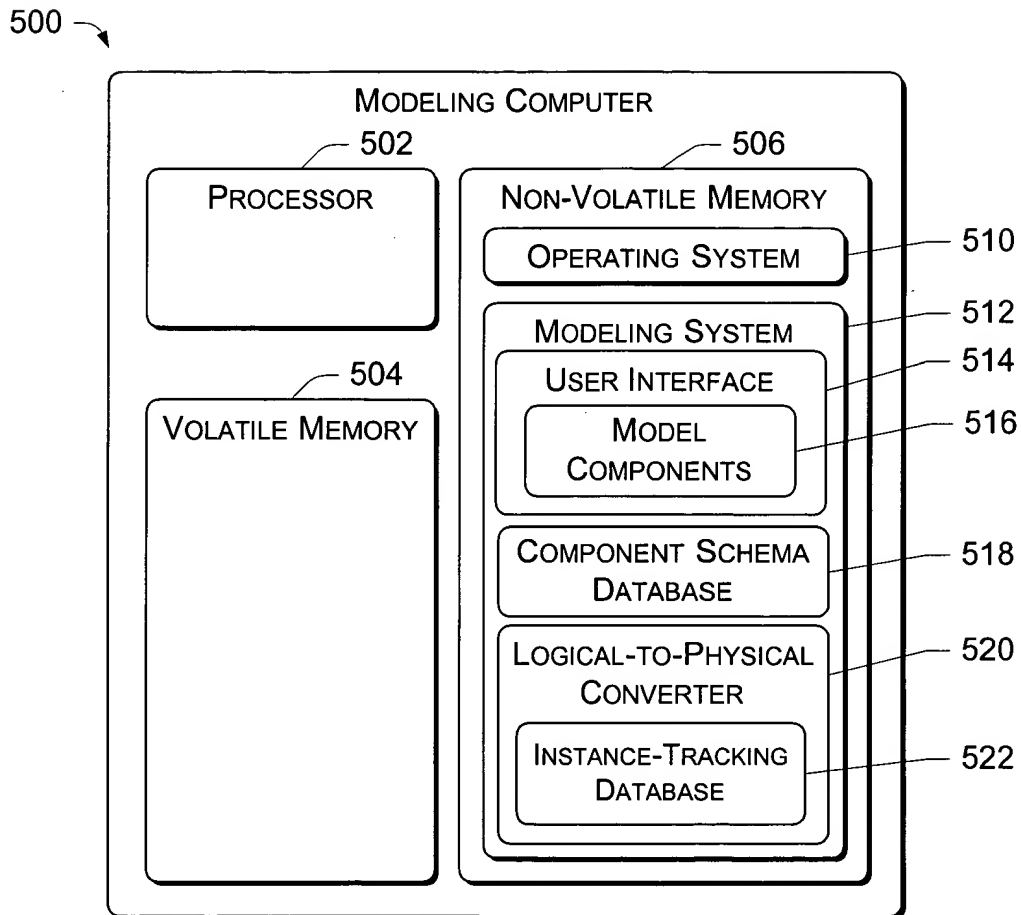 500
MODELING COMPUTER
502
506
PROCESSOR
NON-VOLATILE MEMORY
OPERATING SYSTEM
510
MODELING SYSTEM
512
USER INTERFACE
514
MODEL
COMPONENTS
516
504
VOLATILE MEMORY
COMPONENT SCHEMA
DATABASE
518
LOGICAL-TO-PHYSICAL
CONVERTER
520
INSTANCE-TRACKING
DATABASE
522